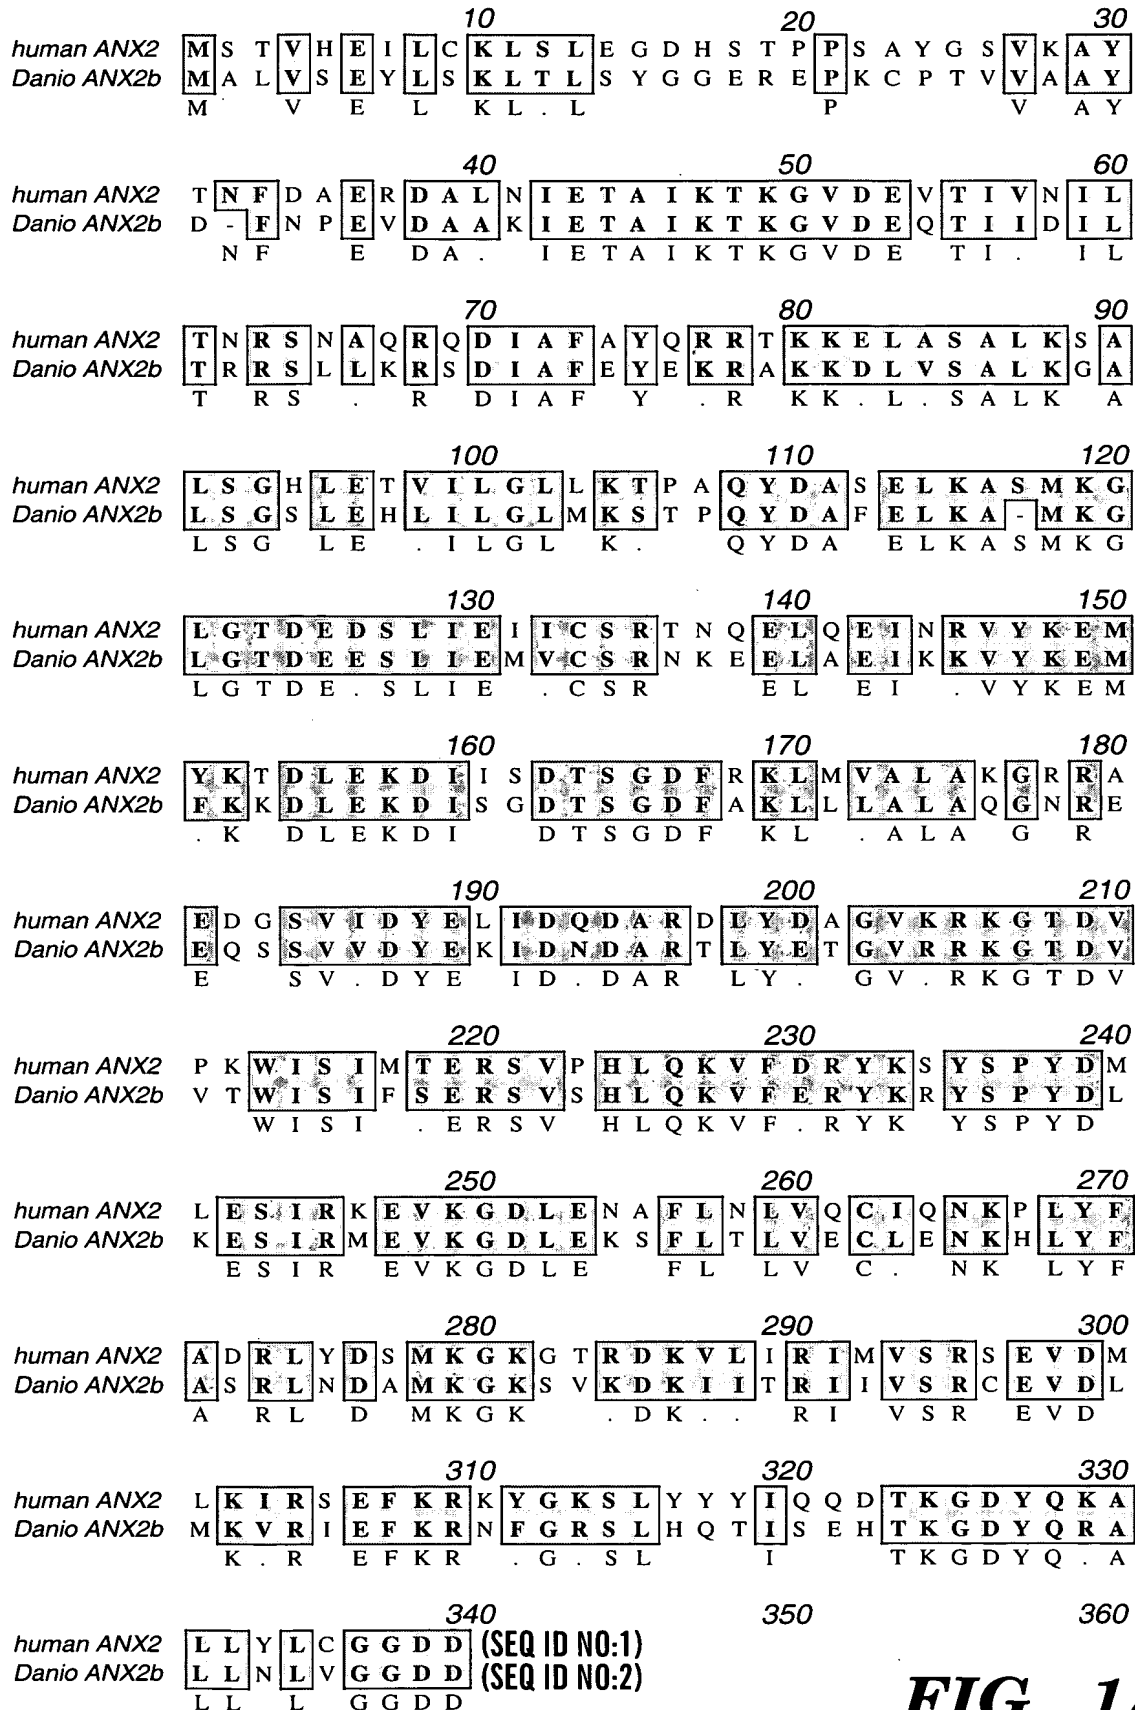 10 20 30
human ANX2 M S T V H E I L C K L S L E G D H S T P P S A Y G S V K A Y
Danio ANX2b M A L V S E Y L S K L T L S Y G G E R E P K C P T V V A A Y
M V E L K L . L P V A Y
40 50 60
human ANX2 T N F D A E R D A L N I E T A I K T K G V D E V T I V N I L
Danio ANX2b D - F N P E V D A A K I E T A I K T K G V D E Q T I I D I L
N F E D A . I E T A I K T K G V D E T I . I L
70 80 90
human ANX2 T N R S N A Q R Q D I A F A Y Q R R T K K E L A S A L K S A
Danio ANX2b T R R S L L K R S D I A F E Y E K R A K K D L V S A L K G A
T R S . R D I A F Y . R K K . L . S A L K A
100 110 120
human ANX2 L S G H L E T V I L G L L K T P A Q Y D A S E L K A S M K G
Danio ANX2b L S G S L E H L I L G L M K S T P Q Y D A F E L K A - M K G
L S G L E . I L G L K . Q Y D A E L K A S M K G
130 140 150
human ANX2 L G T D E D S L I E I I C S R T N Q E L Q E I N R V Y K E M
Danio ANX2b L G T D E E S L I E M V C S R N K E E L A E I K K V Y K E M
L G T D E . S L I E . C S R E L E I . V Y K E M
160 170 180
human ANX2 Y K T D L E K D I I S D T S G D F R K L M V A L A K G R R A
Danio ANX2b F K K D L E K D I S G D T S G D F A K L L L A L A Q G N R E
. K D L E K D I D T S G D F K L . A L A G R
190 200 210
human ANX2 E D G S V I D Y E L I D Q D A R D L Y D A G V K R K G T D V
Danio ANX2b E Q S S V V D Y E K I D N D A R T L Y E T G V R R K G T D V
E S V . D Y E I D . D A R L Y . G V . R K G T D V
220 230 240
human ANX2 P K W I S I M T E R S V P H L Q K V F D R Y K S Y S P Y D M
Danio ANX2b V T W I S I F S E R S V S H L Q K V F E R Y K R Y S P Y D L
W I S I . E R S V H L Q K V F . R Y K Y S P Y D
250 260 270
human ANX2 L E S I R K E V K G D L E N A F L N L V Q C I Q N K P L Y F
Danio ANX2b K E S I R M E V K G D L E K S F L T L V E C L E N K H L Y F
E S I R E V K G D L E F L L V C . N K L Y F
280 290 300
human ANX2 A D R L Y D S M K G K G T R D K V L I R I M V S R S E V D M
Danio ANX2b A S R L N D A M K G K S V K D K I I T R I I V S R C E V D L
A R L D M K G K . D K . . R I V S R E V D
310 320 330
human ANX2 L K I R S E F K R K Y G K S L Y Y Y I Q Q D T K G D Y Q K A
Danio ANX2b M K V R I E F K R N F G R S L H Q T I S E H T K G D Y Q R A
K . R E F K R . G . S L I T K G D Y Q . A
340 350 360
human ANX2 L L Y L C G G D D (SEQ ID NO:1)
Danio ANX2b L L N L V G G D D (SEQ ID NO:2)
L L L G G D D
FIG. 1